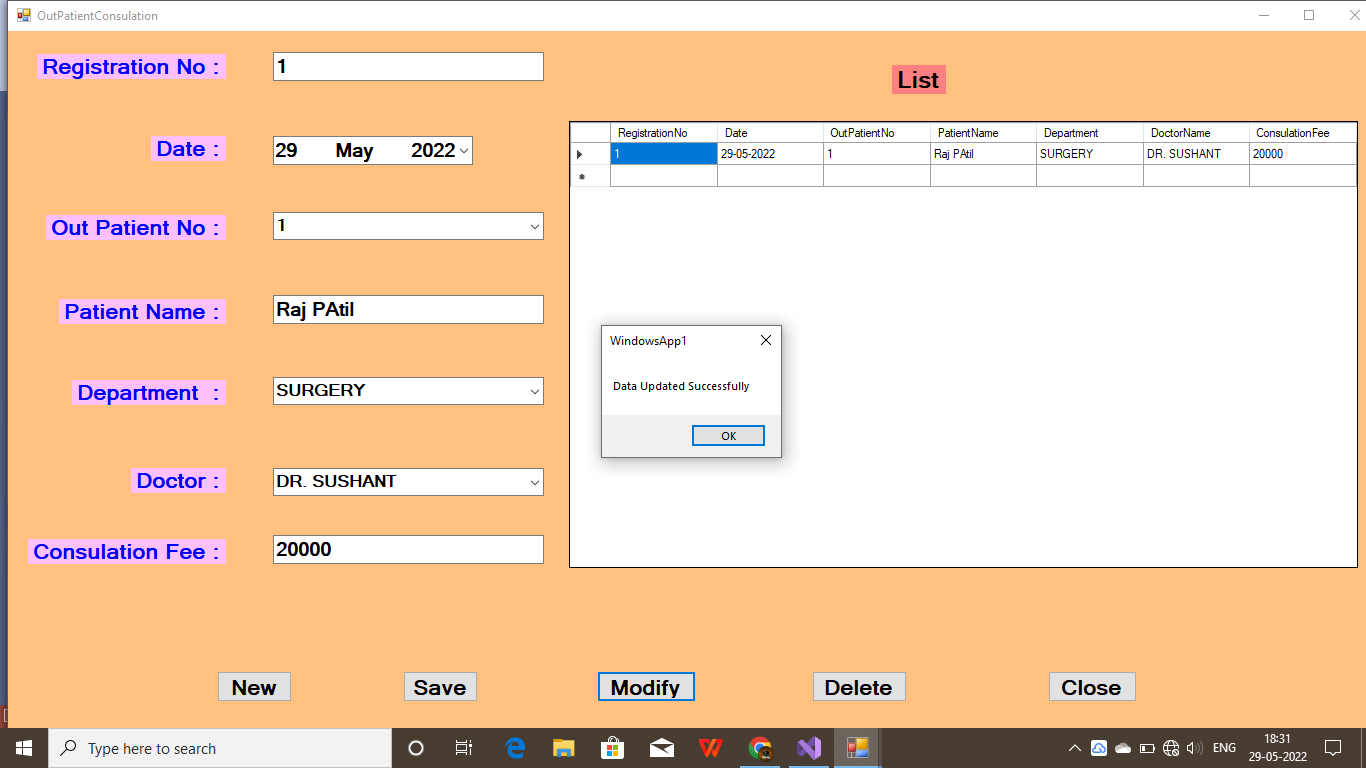 OutPatientConsulation
Registration No : 1
Date : 29 May 2022
Out Patient No : 1
Patient Name : Raj PAtil
Department : SURGERY
Doctor : DR. SUSHANT
Consulation Fee : 20000
List
RegistrationNo Date OutPatientNo PatientName Department DoctorName ConsulationFee
1 29-05-2022 1 Raj PAtil SURGERY DR. SUSHANT 20000
WindowsApp1
Data Updated Successfully
OK
New Save Modify Delete Close
Type here to search
ENG
18:31
29-05-2022